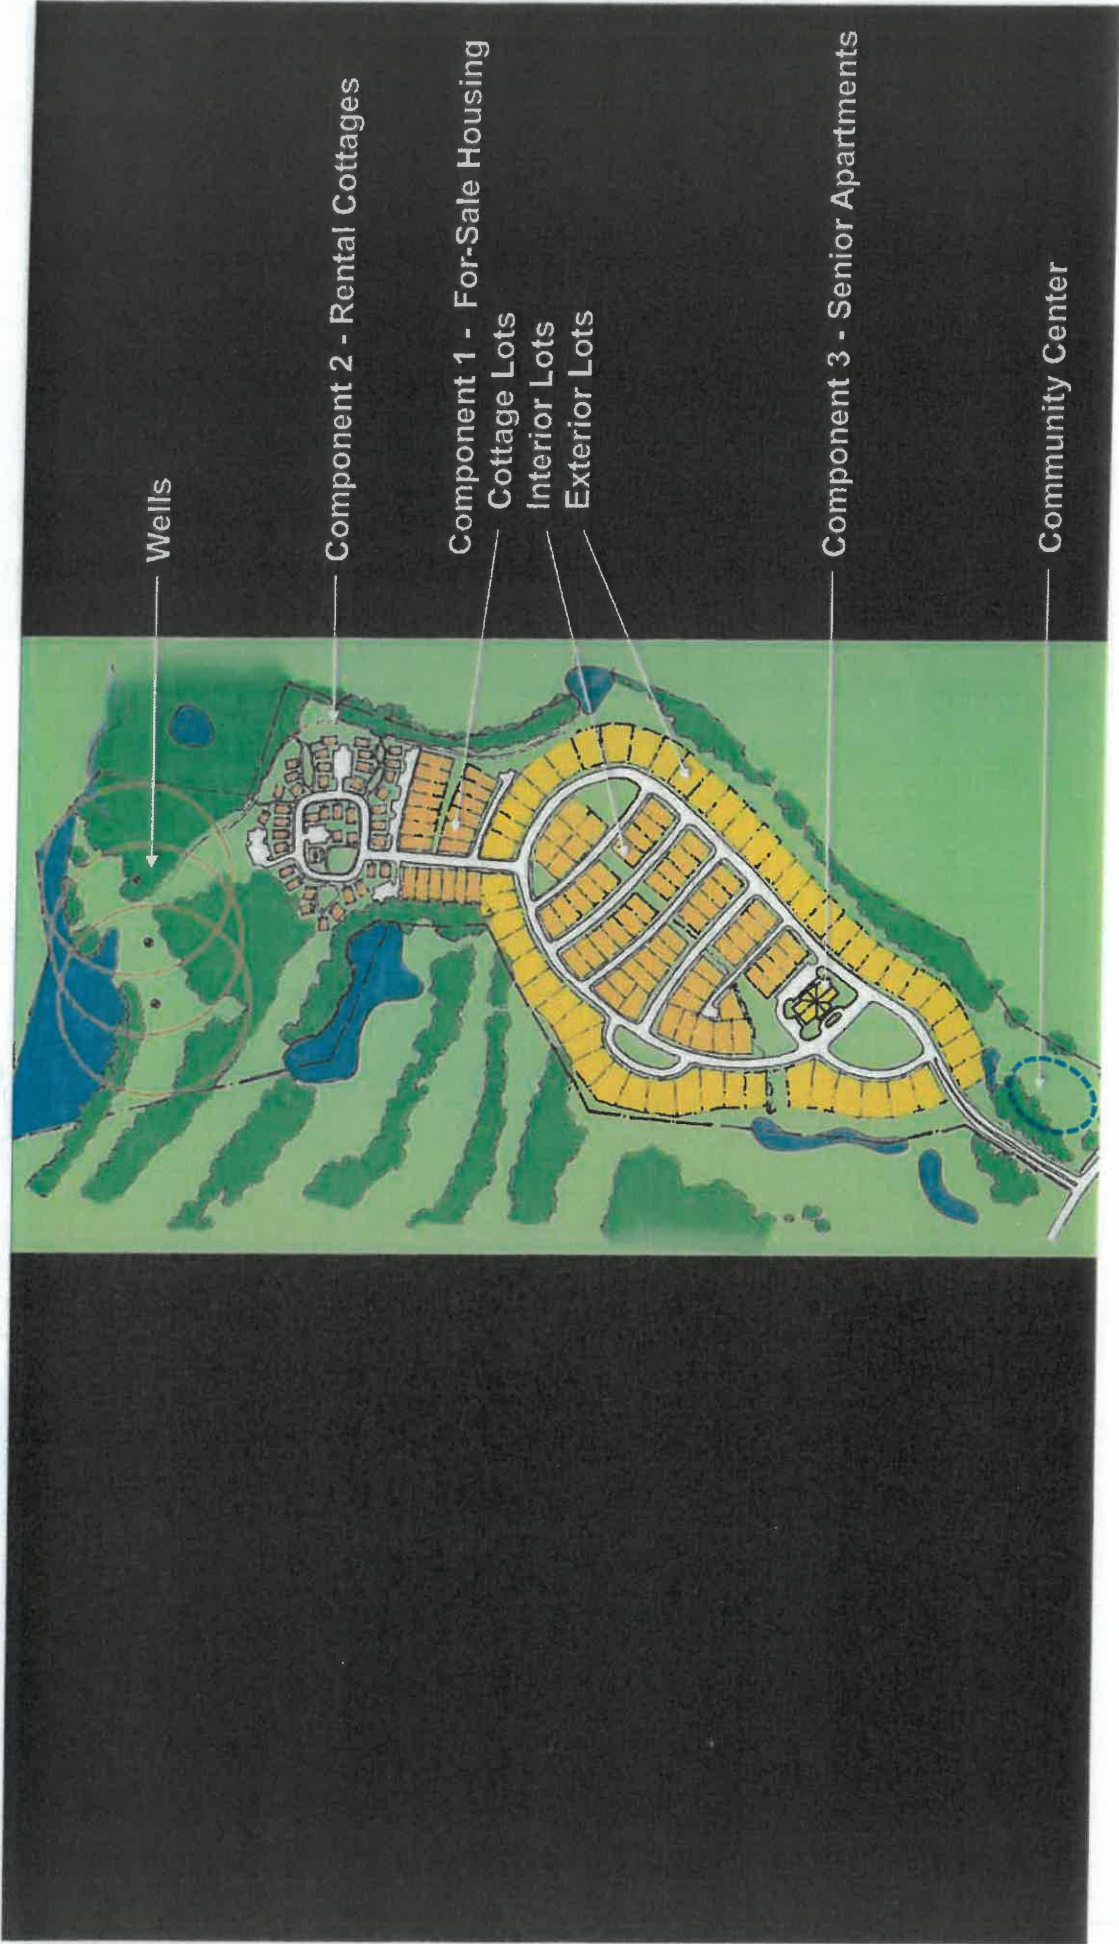 Wells
Component 2 - Rental Cottages
Component 1 - For-Sale Housing
Cottage Lots
Interior Lots
Exterior Lots
Component 3 - Senior Apartments
Community Center